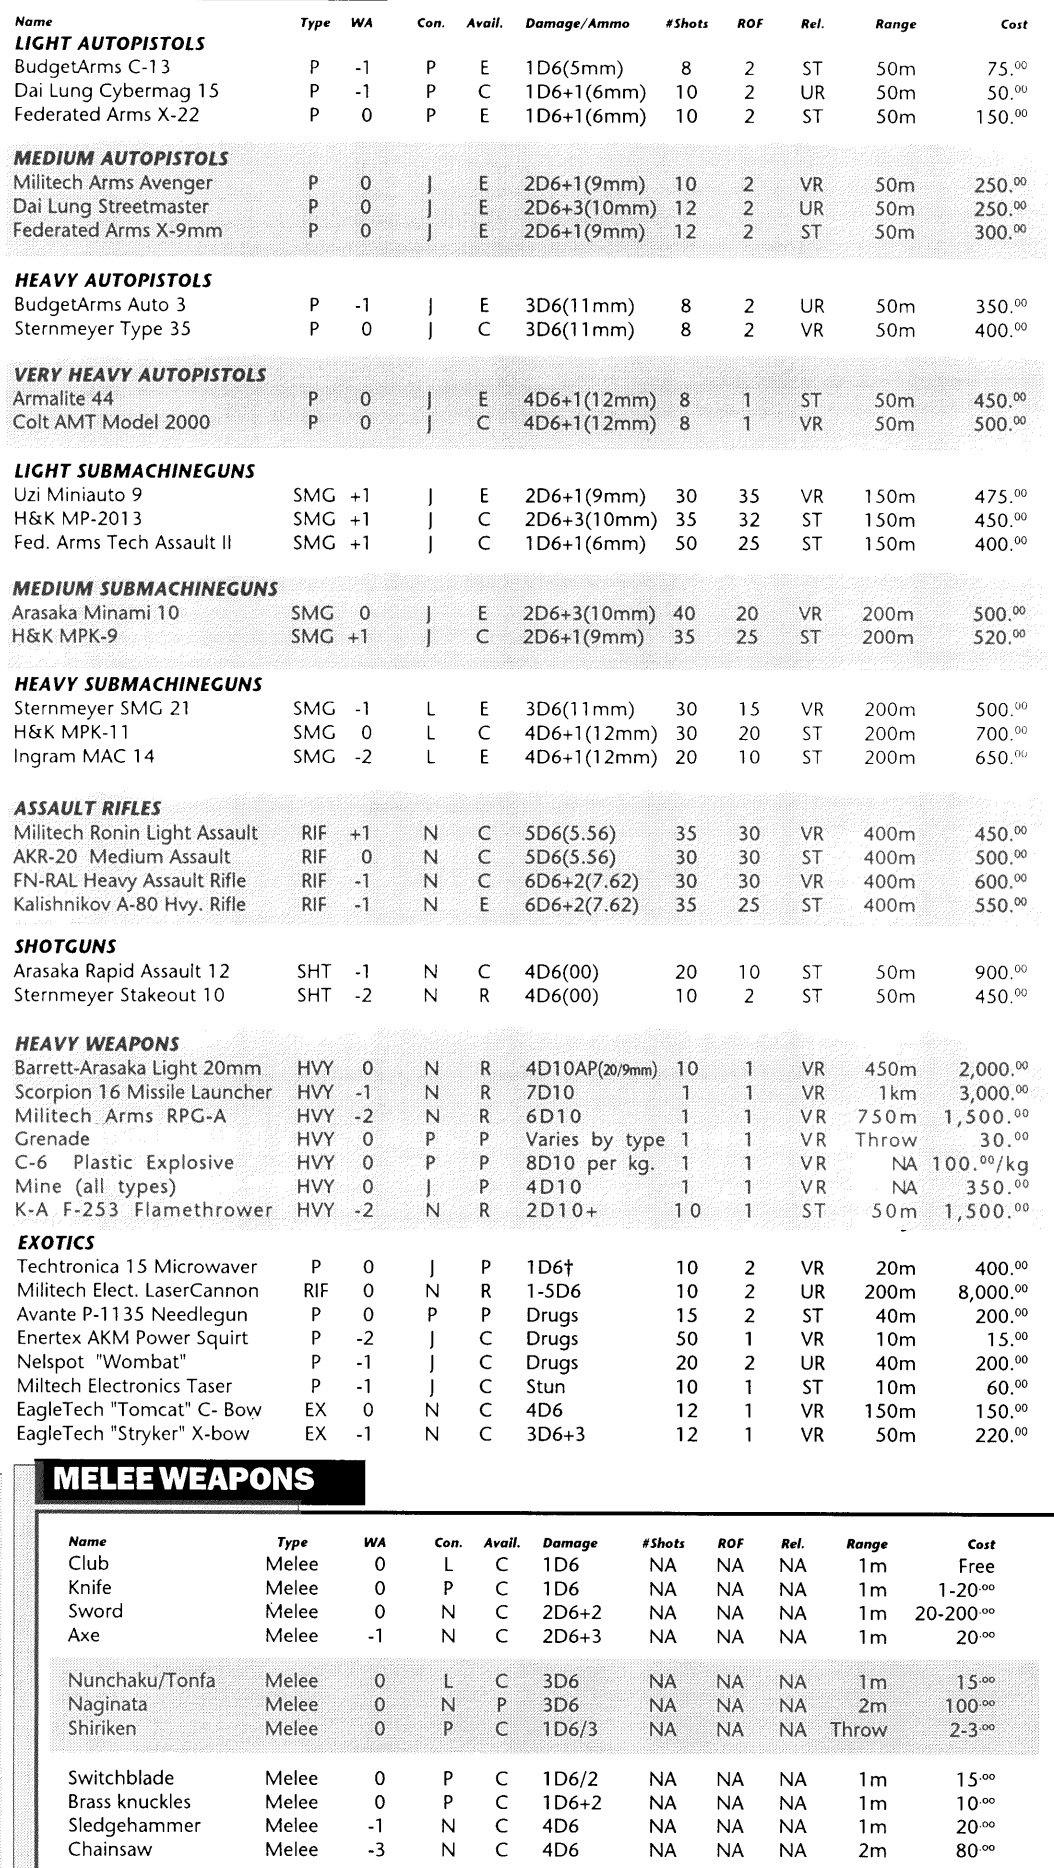 Name Type WA Con. Avail. Damage/Ammo #Shots ROF Rel. Range Cost
LIGHT AUTOPISTOLS
BudgetArms C-13 P -1 P E 1D6(5mm) 8 2 ST 50m 75.00
Dai Lung Cybermag 15 P -1 P C 1D6+1(6mm) 10 2 UR 50m 50.00
Federated Arms X-22 P 0 P E 1D6+1(6mm) 10 2 ST 50m 150.00
MEDIUM AUTOPISTOLS
Militech Arms Avenger P 0 J E 2D6+1(9mm) 10 2 VR 50m 250.00
Dai Lung Streetmaster P 0 J E 2D6+3(10mm) 12 2 UR 50m 250.00
Federated Arms X-9mm P 0 J E 2D6+1(9mm) 12 2 ST 50m 300.00
HEAVY AUTOPISTOLS
BudgetArms Auto 3 P -1 J E 3D6(11mm) 8 2 UR 50m 350.00
Sternmeyer Type 35 P 0 J C 3D6(11mm) 8 2 VR 50m 400.00
VERY HEAVY AUTOPISTOLS
Armalite 44 P 0 J E 4D6+1(12mm) 8 1 ST 50m 450.00
Colt AMT Model 2000 P 0 J C 4D6+1(12mm) 8 1 VR 50m 500.00
LIGHT SUBMACHINEGUNS
Uzi Miniauto 9 SMG +1 J E 2D6+1(9mm) 30 35 VR 150m 475.00
H&K MP-2013 SMG +1 J C 2D6+3(10mm) 35 32 ST 150m 450.00
Fed. Arms Tech Assault II SMG +1 J C 1D6+1(6mm) 50 25 ST 150m 400.00
MEDIUM SUBMACHINEGUNS
Arasaka Minami 10 SMG 0 J E 2D6+3(10mm) 40 20 VR 200m 500.00
H&K MPK-9 SMG +1 J C 2D6+1(9mm) 35 25 ST 200m 520.00
HEAVY SUBMACHINEGUNS
Sternmeyer SMG 21 SMG -1 L E 3D6(11mm) 30 15 VR 200m 500.00
H&K MPK-11 SMG 0 L C 4D6+1(12mm) 30 20 ST 200m 700.00
Ingram MAC 14 SMG -2 L E 4D6+1(12mm) 20 10 ST 200m 650.00
ASSAULT RIFLES
Militech Ronin Light Assault RIF +1 N C 5D6(5.56) 35 30 VR 400m 450.00
AKR-20 Medium Assault RIF 0 N C 5D6(5.56) 30 30 ST 400m 500.00
FN-RAL Heavy Assault Rifle RIF -1 N C 6D6+2(7.62) 30 30 VR 400m 600.00
Kalishnikov A-80 Hvy. Rifle RIF -1 N E 6D6+2(7.62) 35 25 ST 400m 550.00
SHOTGUNS
Arasaka Rapid Assault 12 SHT -1 N C 4D6(00) 20 10 ST 50m 900.00
Sternmeyer Stakeout 10 SHT -2 N R 4D6(00) 10 2 ST 50m 450.00
HEAVY WEAPONS
Barrett-Arasaka Light 20mm HVY 0 N R 4D10AP(20/9mm) 10 1 VR 450m 2,000.00
Scorpion 16 Missile Launcher HVY -1 N R 7D10 1 1 VR 1km 3,000.00
Militech Arms RPG-A HVY -2 N R 6D10 1 1 VR 750m 1,500.00
Grenade HVY 0 P P Varies by type 1 1 VR Throw 30.00
C-6 Plastic Explosive HVY 0 P P 8D10 per kg. 1 1 VR NA 100.00/kg
Mine (all types) HVY 0 J P 4D10 1 1 VR NA 350.00
K-A F-253 Flamethrower HVY -2 N R 2D10+ 10 1 ST 50m 1,500.00
EXOTICS
Techtronica 15 Microwaver P 0 J P 1D6† 10 2 VR 20m 400.00
Militech Elect. LaserCannon RIF 0 N R 1-5D6 10 2 UR 200m 8,000.00
Avante P-1135 Needlegun P 0 P P Drugs 15 2 ST 40m 200.00
Enertex AKM Power Squirt P -2 J C Drugs 50 1 VR 10m 15.00
Nelspot "Wombat" P -1 J C Drugs 20 2 UR 40m 200.00
Miltech Electronics Taser P -1 J C Stun 10 1 ST 10m 60.00
EagleTech "Tomcat" C- Bow EX 0 N C 4D6 12 1 VR 150m 150.00
EagleTech "Stryker" X-bow EX -1 N C 3D6+3 12 1 VR 50m 220.00
MELEE WEAPONS
Name Type WA Con. Avail. Damage #Shots ROF Rel. Range Cost
Club Melee 0 L C 1D6 NA NA NA 1m Free
Knife Melee 0 P C 1D6 NA NA NA 1m 1-20.00
Sword Melee 0 N C 2D6+2 NA NA NA 1m 20-200.00
Axe Melee -1 N C 2D6+3 NA NA NA 1m 20.00
Nunchaku/Tonfa Melee 0 L C 3D6 NA NA NA 1m 15.00
Naginata Melee 0 N P 3D6 NA NA NA 2m 100.00
Shiriken Melee 0 P C 1D6/3 NA NA NA Throw 2-3.00
Switchblade Melee 0 P C 1D6/2 NA NA NA 1m 15.00
Brass knuckles Melee 0 P C 1D6+2 NA NA NA 1m 10.00
Sledgehammer Melee -1 N C 4D6 NA NA NA 1m 20.00
Chainsaw Melee -3 N C 4D6 NA NA NA 2m 80.00